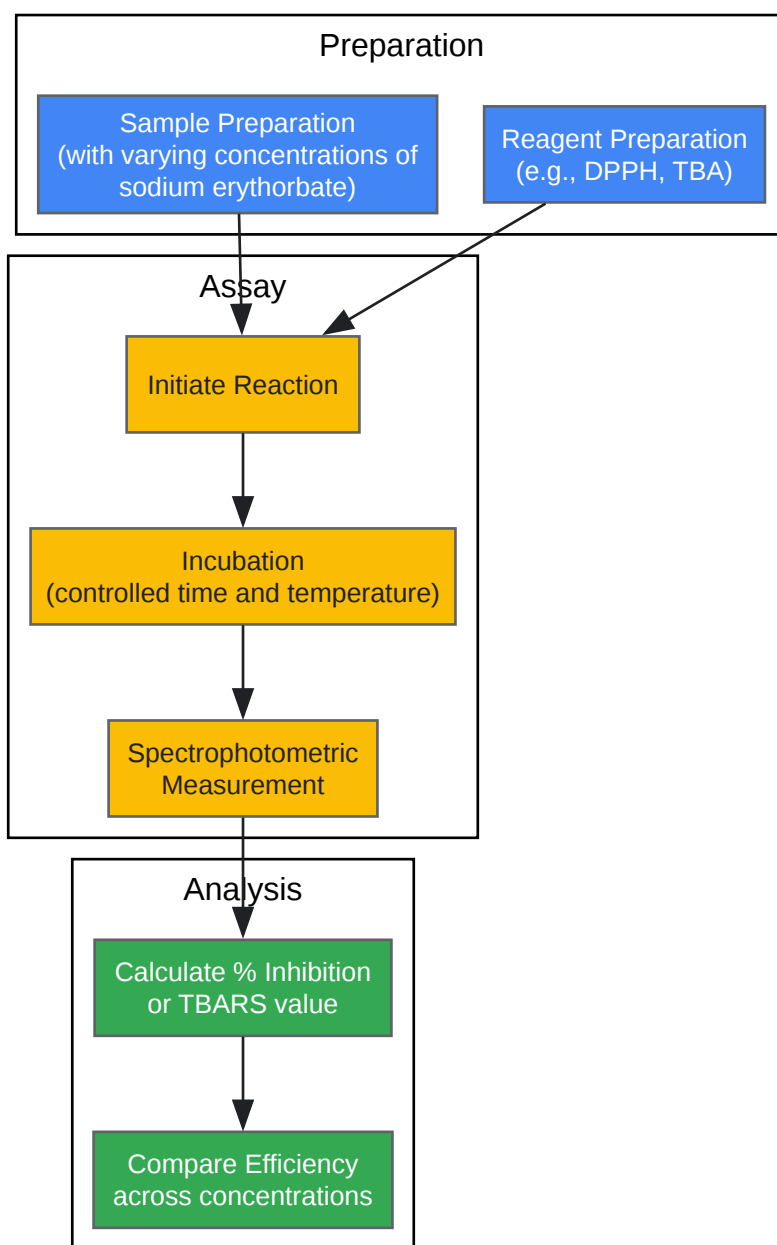 Preparation
Sample Preparation
(with varying concentrations of
sodium erythorbate)
Reagent Preparation
(e.g., DPPH, TBA)
Assay
Initiate Reaction
Incubation
(controlled time and temperature)
Spectrophotometric
Measurement
Analysis
Calculate % Inhibition
or TBARS value
Compare Efficiency
across concentrations